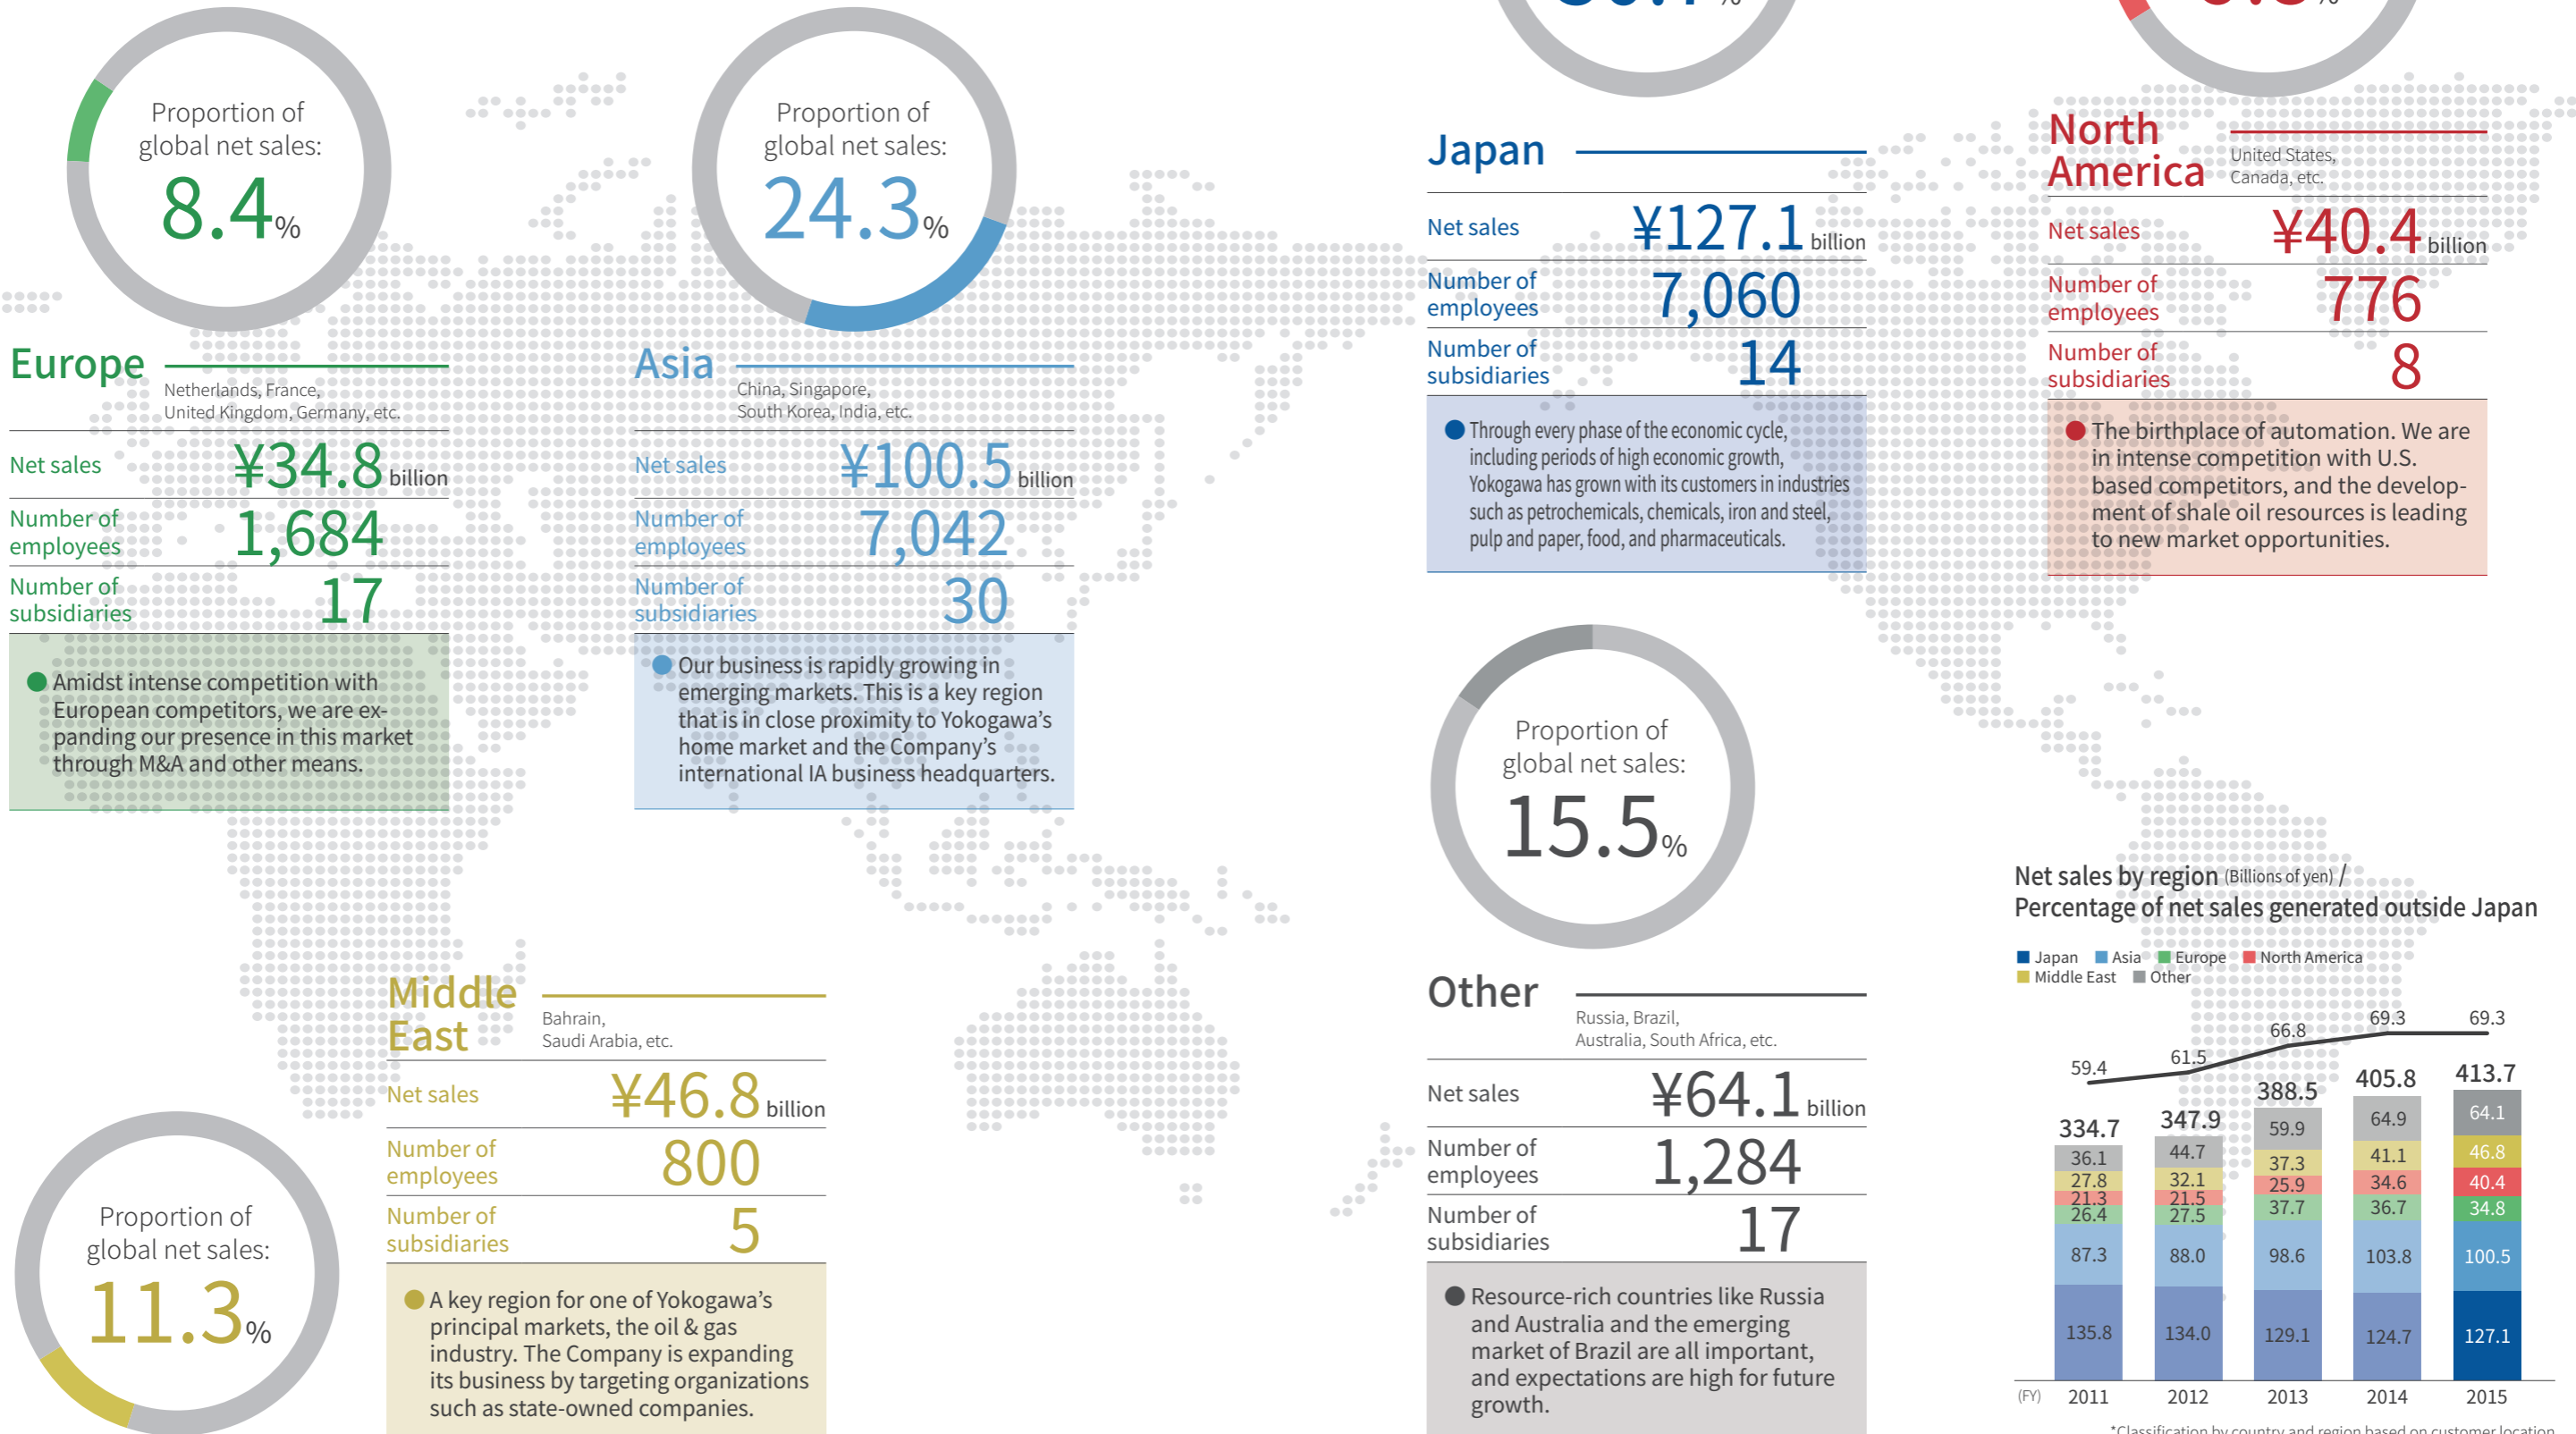 Proportion of
global net sales:
8.4%
Europe
Netherlands, France,
United Kingdom, Germany, etc.
Net sales ¥34.8 billion
Number of
employees 1,684
Number of
subsidiaries 17
Amidst intense competition with
European competitors, we are ex-
panding our presence in this market
through M&A and other means.
Proportion of
global net sales:
24.3%
Asia
China, Singapore,
South Korea, India, etc.
Net sales ¥100.5 billion
Number of
employees 7,042
Number of
subsidiaries 30
Our business is rapidly growing in
emerging markets. This is a key region
that is in close proximity to Yokogawa's
home market and the Company's
international IA business headquarters.
Proportion of
global net sales:
11.3%
Middle
East
Bahrain,
Saudi Arabia, etc.
Net sales ¥46.8 billion
Number of
employees 800
Number of
subsidiaries 5
A key region for one of Yokogawa's
principal markets, the oil & gas
industry. The Company is expanding
its business by targeting organizations
such as state-owned companies.
%
Japan
Net sales ¥127.1 billion
Number of
employees 7,060
Number of
subsidiaries 14
Through every phase of the economic cycle,
including periods of high economic growth,
Yokogawa has grown with its customers in industries
such as petrochemicals, chemicals, iron and steel,
pulp and paper, food, and pharmaceuticals.
%
North
America
United States,
Canada, etc.
Net sales ¥40.4 billion
Number of
employees 776
Number of
subsidiaries 8
The birthplace of automation. We are
in intense competition with U.S.
based competitors, and the develop-
ment of shale oil resources is leading
to new market opportunities.
Proportion of
global net sales:
15.5%
Other
Russia, Brazil,
Australia, South Africa, etc.
Net sales ¥64.1 billion
Number of
employees 1,284
Number of
subsidiaries 17
Resource-rich countries like Russia
and Australia and the emerging
market of Brazil are all important,
and expectations are high for future
growth.
Net sales by region (Billions of yen) /
Percentage of net sales generated outside Japan
Japan Asia Europe North America
Middle East Other
59.4 61.5 66.8 69.3 69.3
334.7 347.9 388.5 405.8 413.7
36.1 44.7 59.9 64.9 64.1
27.8 32.1 37.3 41.1 46.8
21.3 21.5 25.9 34.6 40.4
26.4 27.5 37.7 36.7 34.8
87.3 88.0 98.6 103.8 100.5
135.8 134.0 129.1 124.7 127.1
(FY) 2011 2012 2013 2014 2015
*Classification by country and region based on customer location